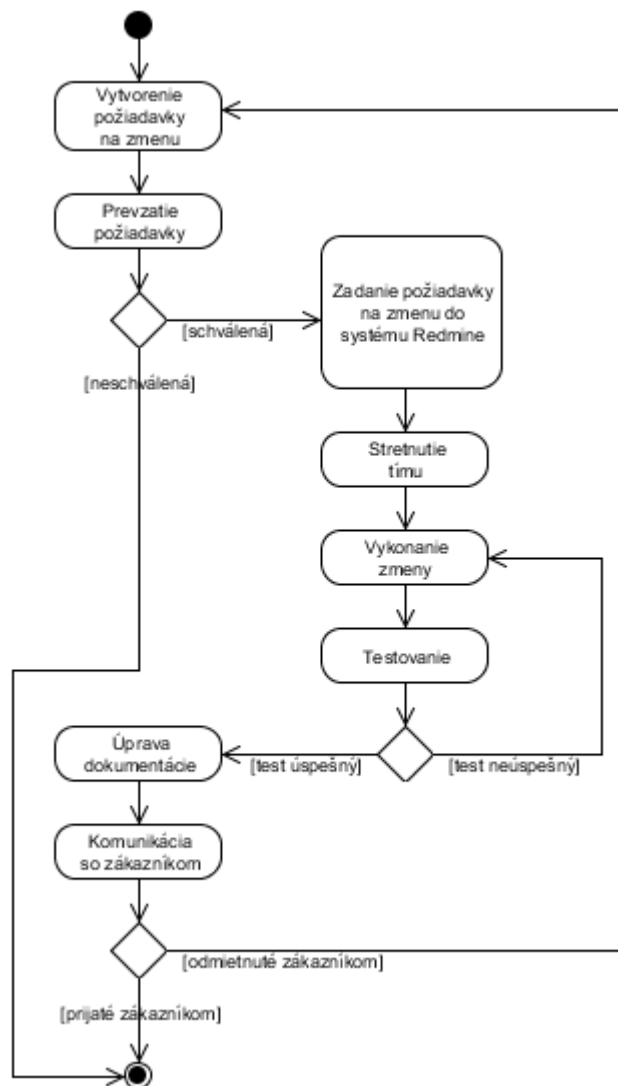 Vytvorenie
požiadavky
na zmenu
Prevzatie
požiadavky
Zadanie požiadavky
na zmenu do
systému Redmine
[schválená]
[neschválená]
Stretnutie
tímu
Vykonanie
zmeny
Testovanie
Úprava
dokumentácie
[test úspešný]
[test neúspešný]
Komunikácia
so zákazníkom
[odmietnuté zákazníkom]
[prijaté zákazníkom]